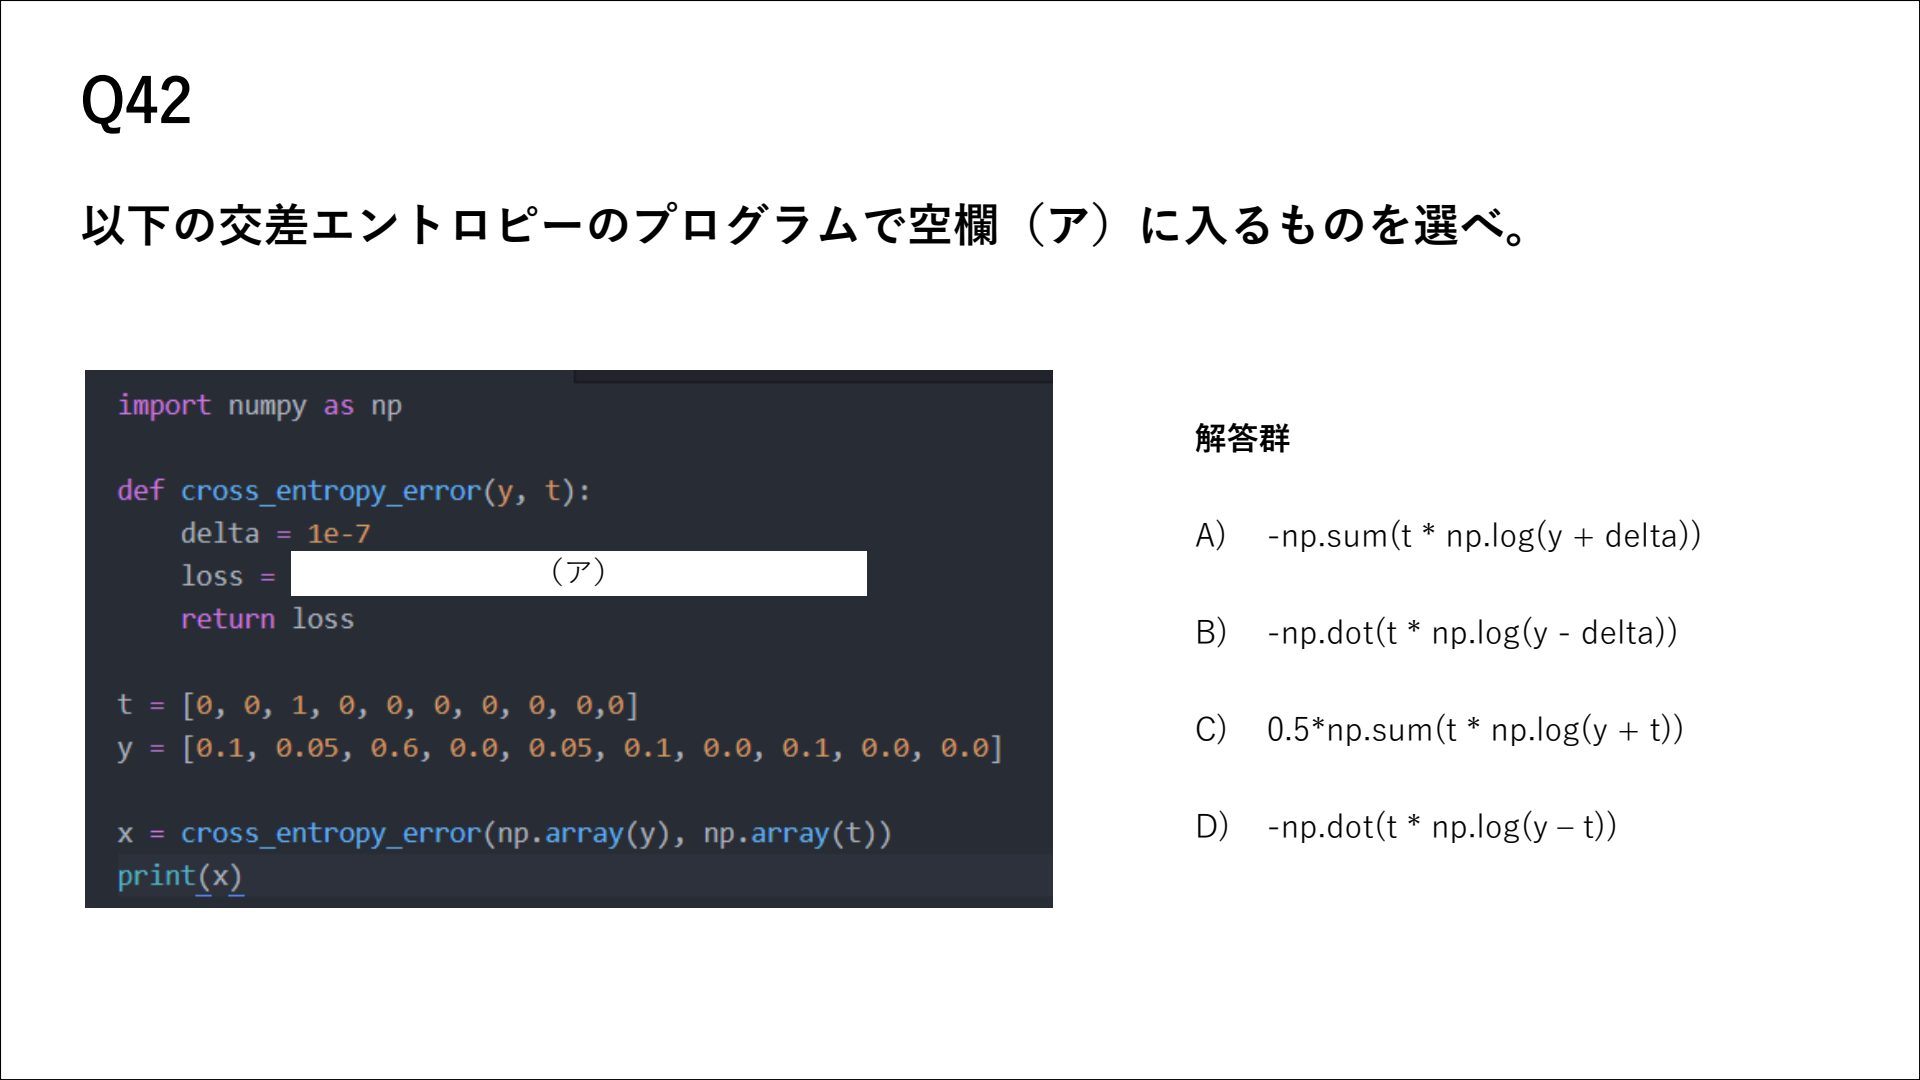 Q42
以下の交差エントロピーのプログラムで空欄（ア）に入るものを選べ。
import numpy as np
def cross_entropy_error(y, t):
delta = 1e-7
loss = （ア）
return loss
t = [0, 0, 1, 0, 0, 0, 0, 0, 0,0]
y = [0.1, 0.05, 0.6, 0.0, 0.05, 0.1, 0.0, 0.1, 0.0, 0.0]
x = cross_entropy_error(np.array(y), np.array(t))
print(x)
解答群
A) -np.sum(t * np.log(y + delta))
B) -np.dot(t * np.log(y - delta))
C) 0.5*np.sum(t * np.log(y + t))
D) -np.dot(t * np.log(y – t))